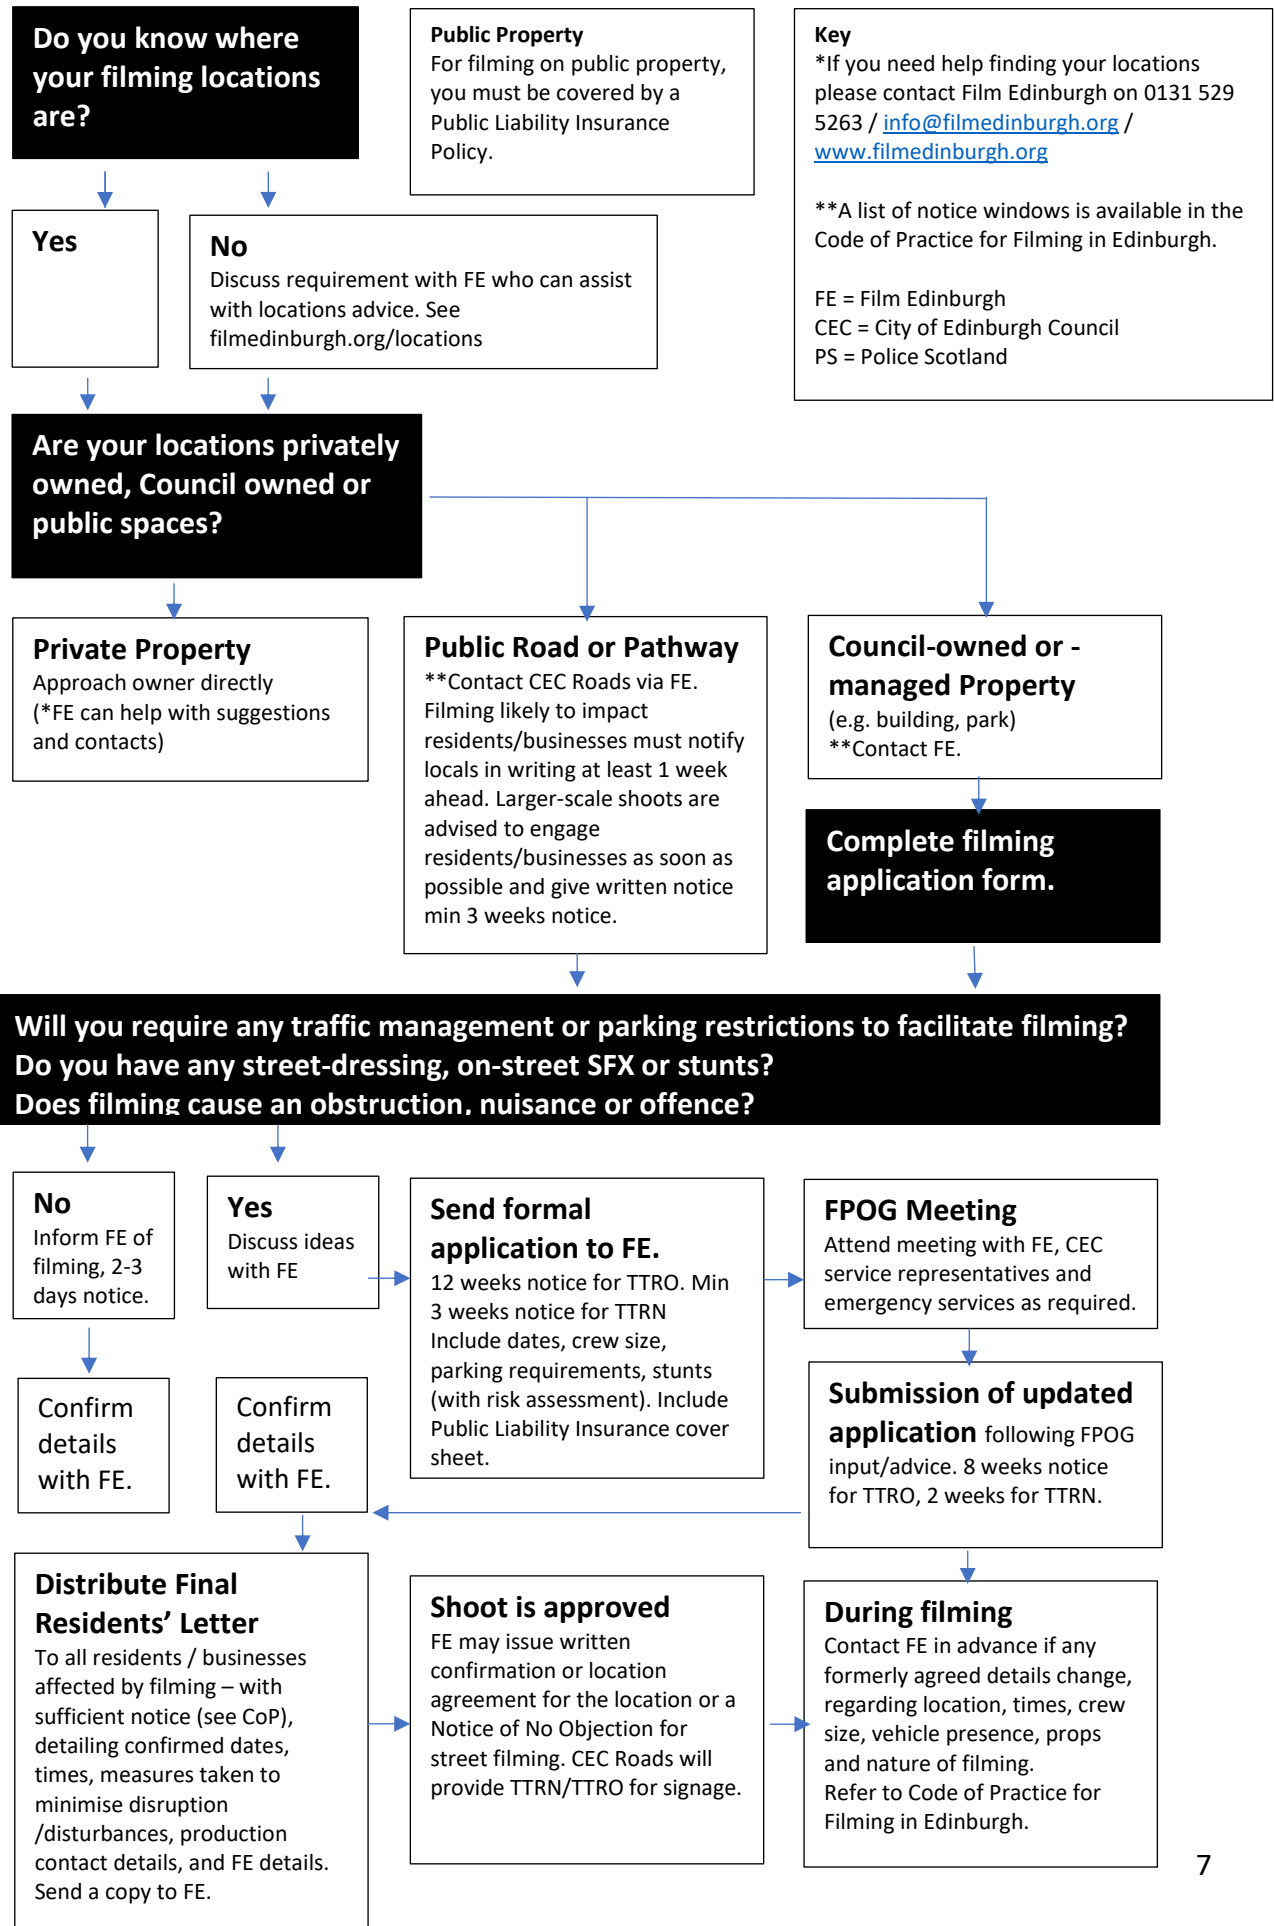 Do you know where
your filming locations
are?
Public Property
For filming on public property,
you must be covered by a
Public Liability Insurance
Policy.
Key
*If you need help finding your locations
please contact Film Edinburgh on 0131 529
5263 / info@filmedinburgh.org /
www.filmedinburgh.org
**A list of notice windows is available in the
Code of Practice for Filming in Edinburgh.
FE = Film Edinburgh
CEC = City of Edinburgh Council
PS = Police Scotland
Yes
No
Discuss requirement with FE who can assist
with locations advice. See
filmedinburgh.org/locations
Are your locations privately
owned, Council owned or
public spaces?
Private Property
Approach owner directly
(*FE can help with suggestions
and contacts)
Public Road or Pathway
**Contact CEC Roads via FE.
Filming likely to impact
residents/businesses must notify
locals in writing at least 1 week
ahead. Larger-scale shoots are
advised to engage
residents/businesses as soon as
possible and give written notice
min 3 weeks notice.
Council-owned or -
managed Property
(e.g. building, park)
**Contact FE.
Complete filming
application form.
Will you require any traffic management or parking restrictions to facilitate filming?
Do you have any street-dressing, on-street SFX or stunts?
Does filming cause an obstruction, nuisance or offence?
No
Inform FE of
filming, 2-3
days notice.
Yes
Discuss ideas
with FE
Send formal
application to FE.
12 weeks notice for TTRO. Min
3 weeks notice for TTRN
Include dates, crew size,
parking requirements, stunts
(with risk assessment). Include
Public Liability Insurance cover
sheet.
FPOG Meeting
Attend meeting with FE, CEC
service representatives and
emergency services as required.
Confirm
details
with FE.
Confirm
details
with FE.
Submission of updated
application following FPOG
input/advice. 8 weeks notice
for TTRO, 2 weeks for TTRN.
Distribute Final
Residents’ Letter
To all residents / businesses
affected by filming – with
sufficient notice (see CoP),
detailing confirmed dates,
times, measures taken to
minimise disruption
/disturbances, production
contact details, and FE details.
Send a copy to FE.
Shoot is approved
FE may issue written
confirmation or location
agreement for the location or a
Notice of No Objection for
street filming. CEC Roads will
provide TTRN/TTRO for signage.
During filming
Contact FE in advance if any
formerly agreed details change,
regarding location, times, crew
size, vehicle presence, props
and nature of filming.
Refer to Code of Practice for
Filming in Edinburgh.
7